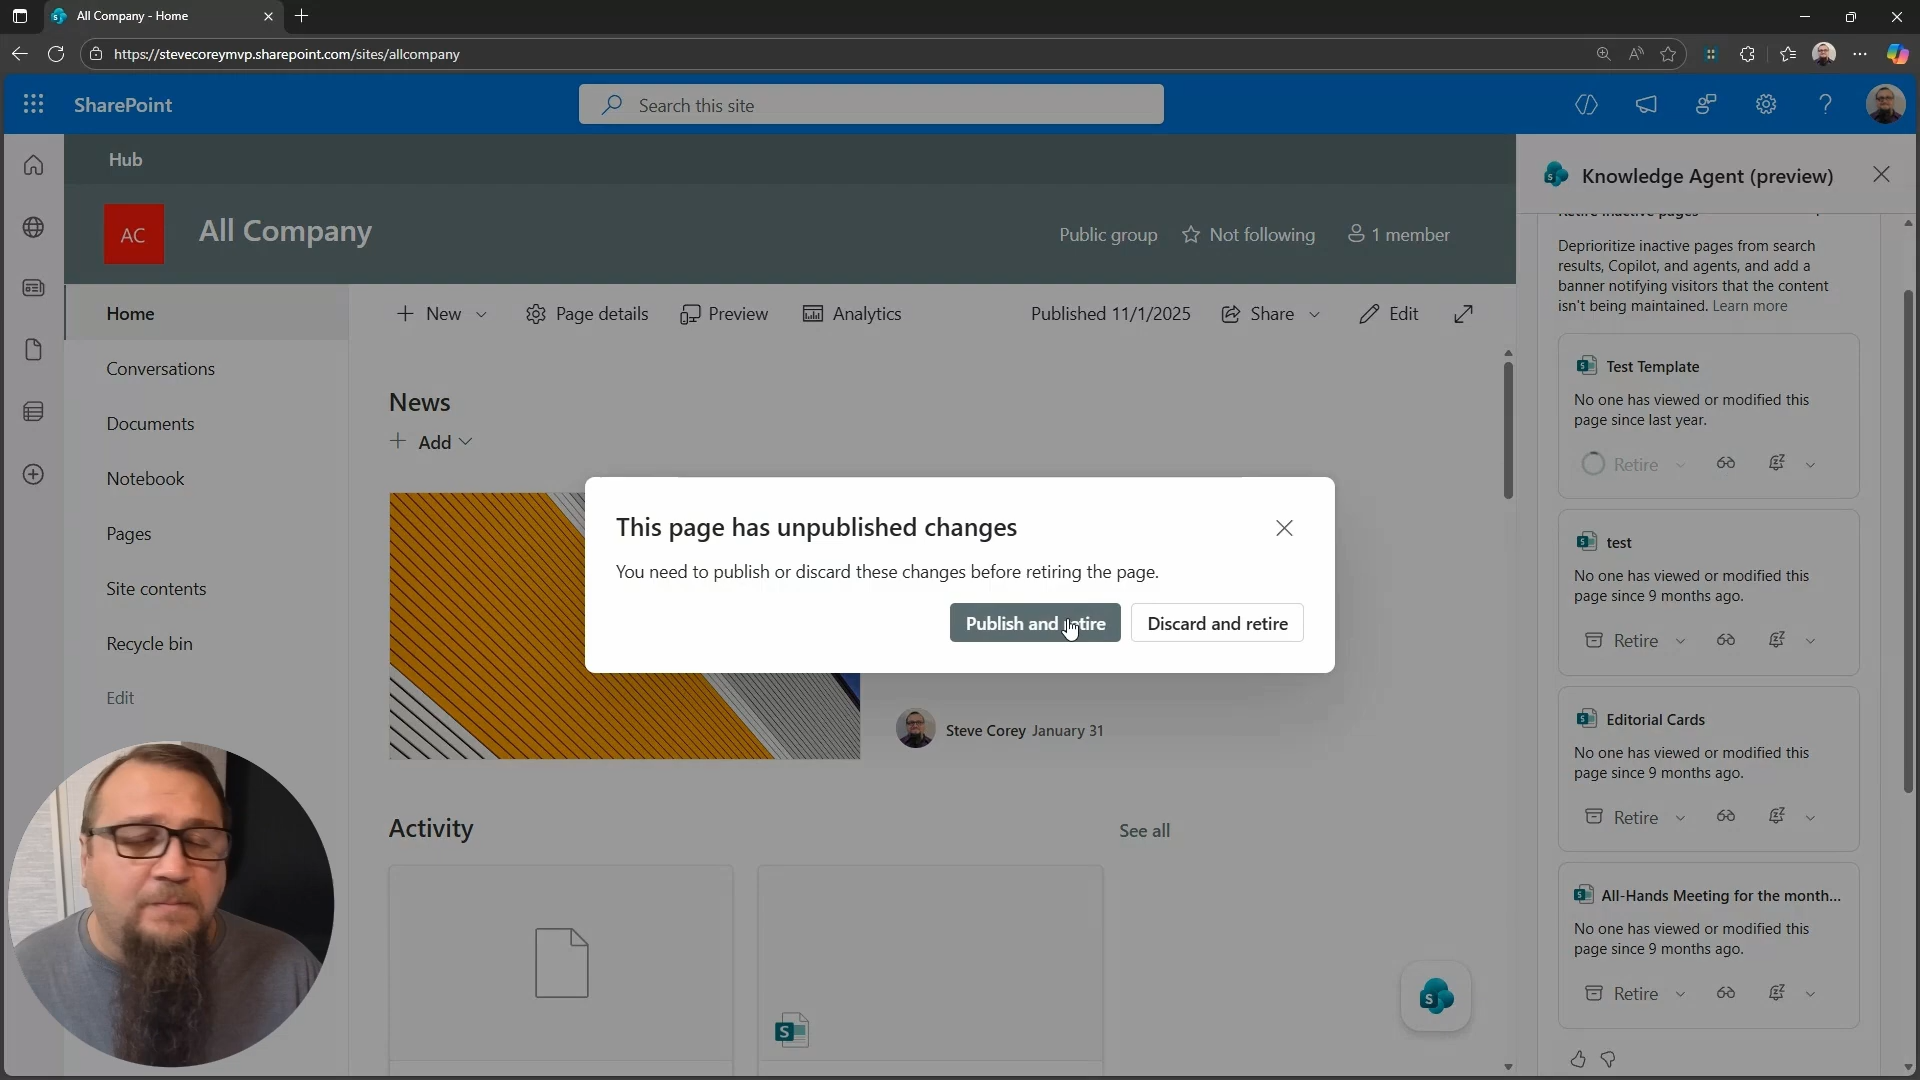 All Company - Home
https://stevecoreymvp.sharepoint.com/sites/allcompany
SharePoint
Search this site
Hub
AC
All Company
Public group
Not following
1 member
Home
Conversations
Documents
Notebook
Pages
Site contents
Recycle bin
Edit
New
Page details
Preview
Analytics
Published 11/1/2025
Share
Edit
News
Add
Steve Corey January 31
Activity
See all
This page has unpublished changes
You need to publish or discard these changes before retiring the page.
Publish and retire
Discard and retire
Knowledge Agent (preview)
Retire inactive pages
Deprioritize inactive pages from search
results, Copilot, and agents, and add a
banner notifying visitors that the content
isn't being maintained. Learn more
Test Template
No one has viewed or modified this
page since last year.
Retire
test
No one has viewed or modified this
page since 9 months ago.
Retire
Editorial Cards
No one has viewed or modified this
page since 9 months ago.
Retire
All-Hands Meeting for the month...
No one has viewed or modified this
page since 9 months ago.
Retire